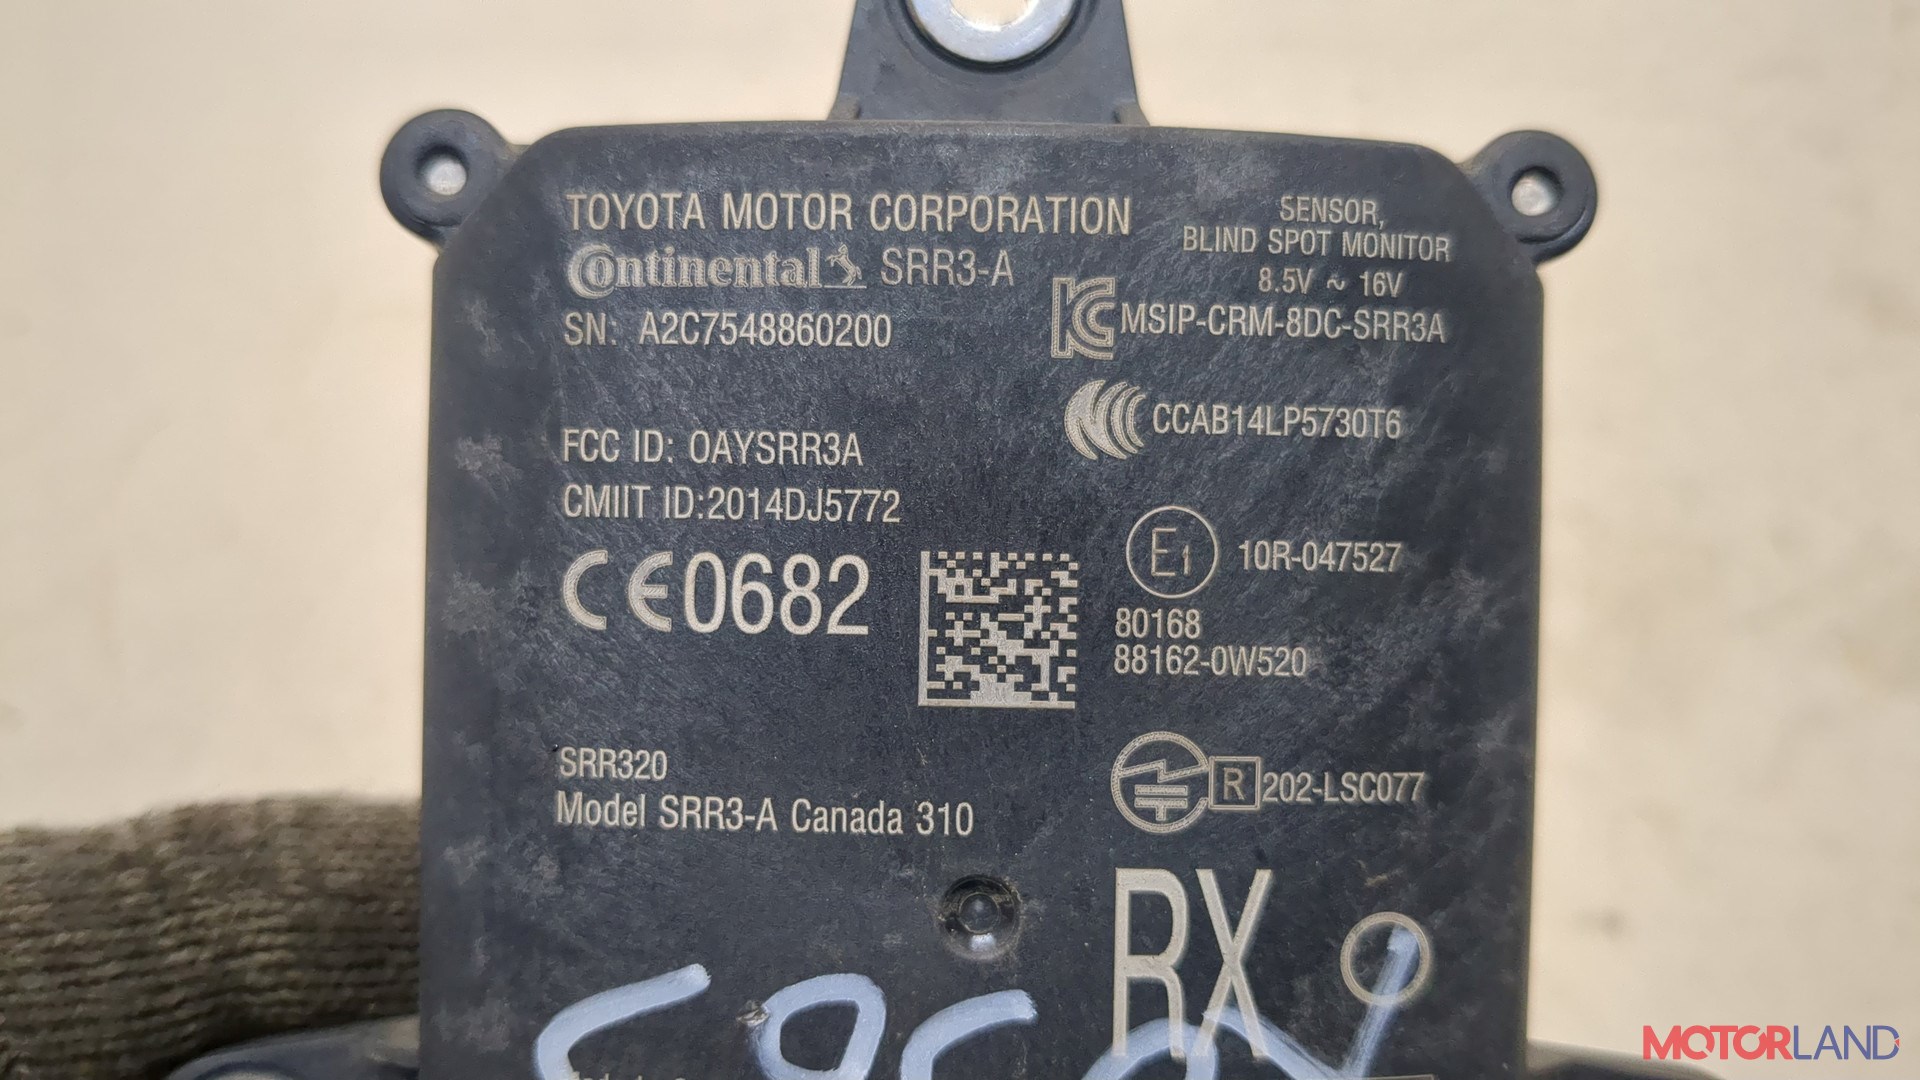 TOYOTA MOTOR CORPORATION
Continental SRR3-A
SN: A2C7548860200
SENSOR,
BLIND SPOT MONITOR
8.5V ~ 16V
MSIP-CRM-8DC-SRR3A
CCAB14LP5730T6
FCC ID: OAYSRR3A
CMIIT ID:2014DJ5772
CE0682
E1 10R-047527
80168
88162-0W520
SRR320
Model SRR3-A Canada 310
R 202-LSC077
RX
MOTORLAND